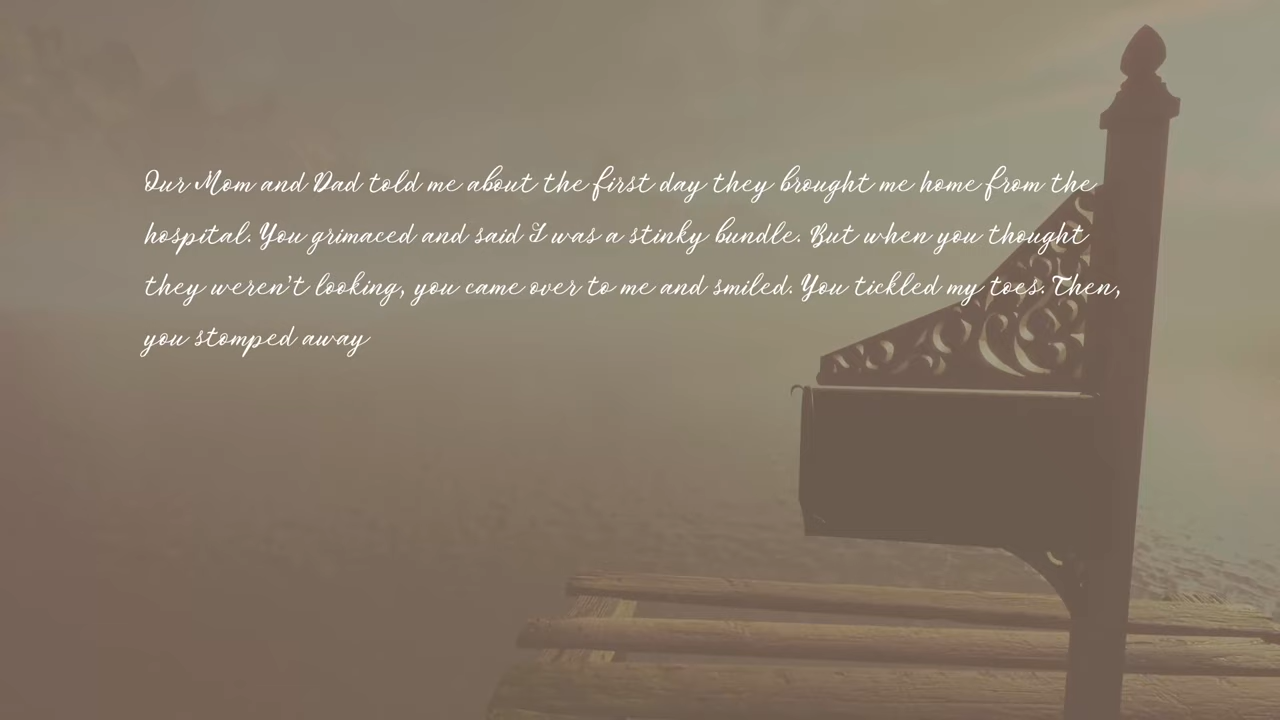 Our Mom and Dad told me about the first day they brought me home from the
hospital. You grimaced and said I was a stinky bundle. But when you thought
they weren't looking, you came over to me and smiled. You tickled my toes. Then,
you stomped away